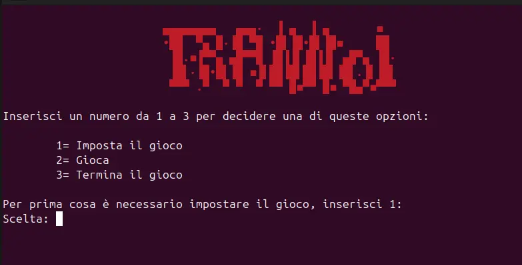 Inserisci un numero da 1 a 3 per decidere una di queste opzioni:
1= Imposta il gioco
2= Gioca
3= Termina il gioco
Per prima cosa è necessario impostare il gioco, inserisci 1:
Scelta: